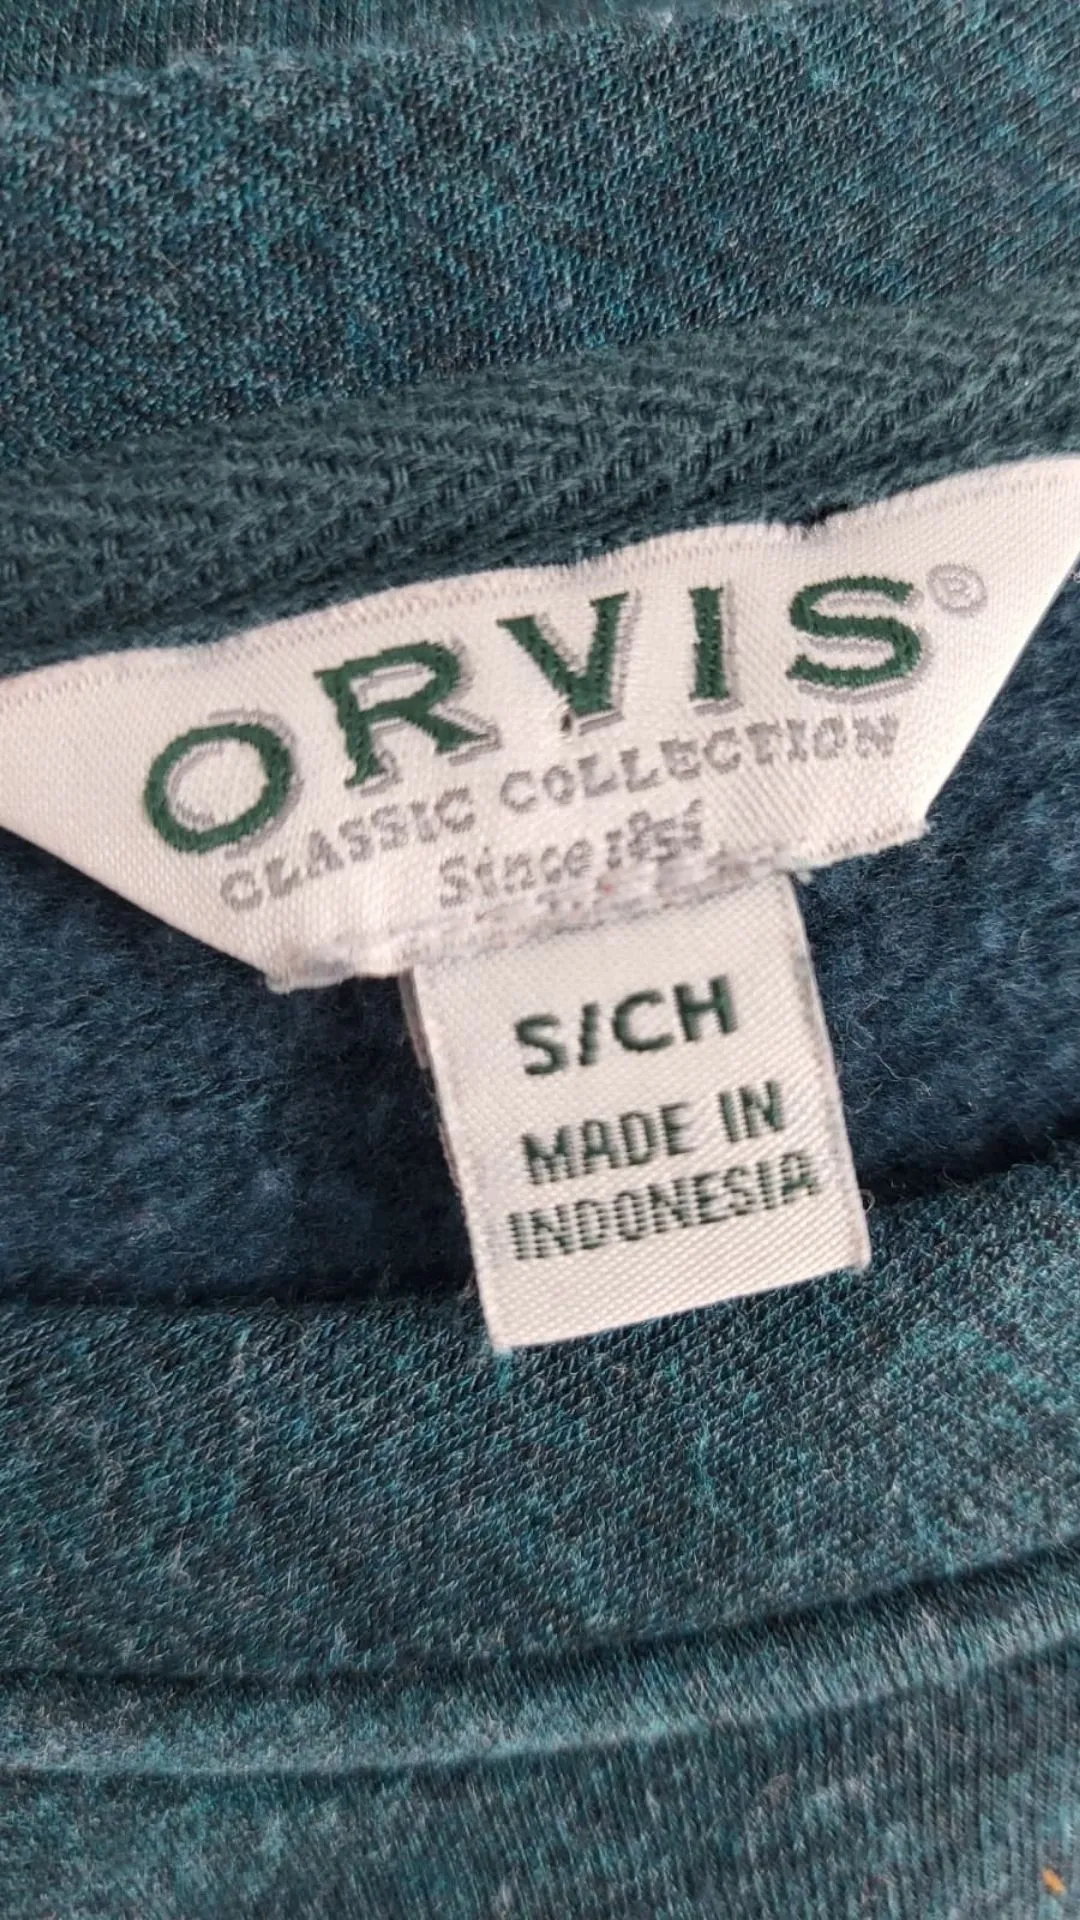 ORVIS®
CLASSIC COLLECTION
Since 1856
S/CH
MADE IN
INDONESIA